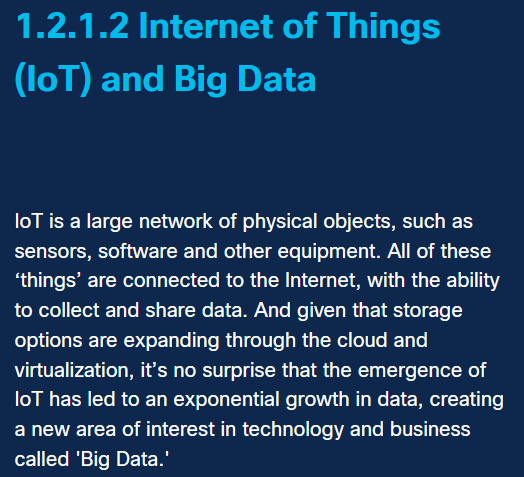 1.2.1.2 Internet of Things
(IoT) and Big Data
IoT is a large network of physical objects, such as
sensors, software and other equipment. All of these
‘things’ are connected to the Internet, with the ability
to collect and share data. And given that storage
options are expanding through the cloud and
virtualization, it’s no surprise that the emergence of
IoT has led to an exponential growth in data, creating
a new area of interest in technology and business
called 'Big Data.'